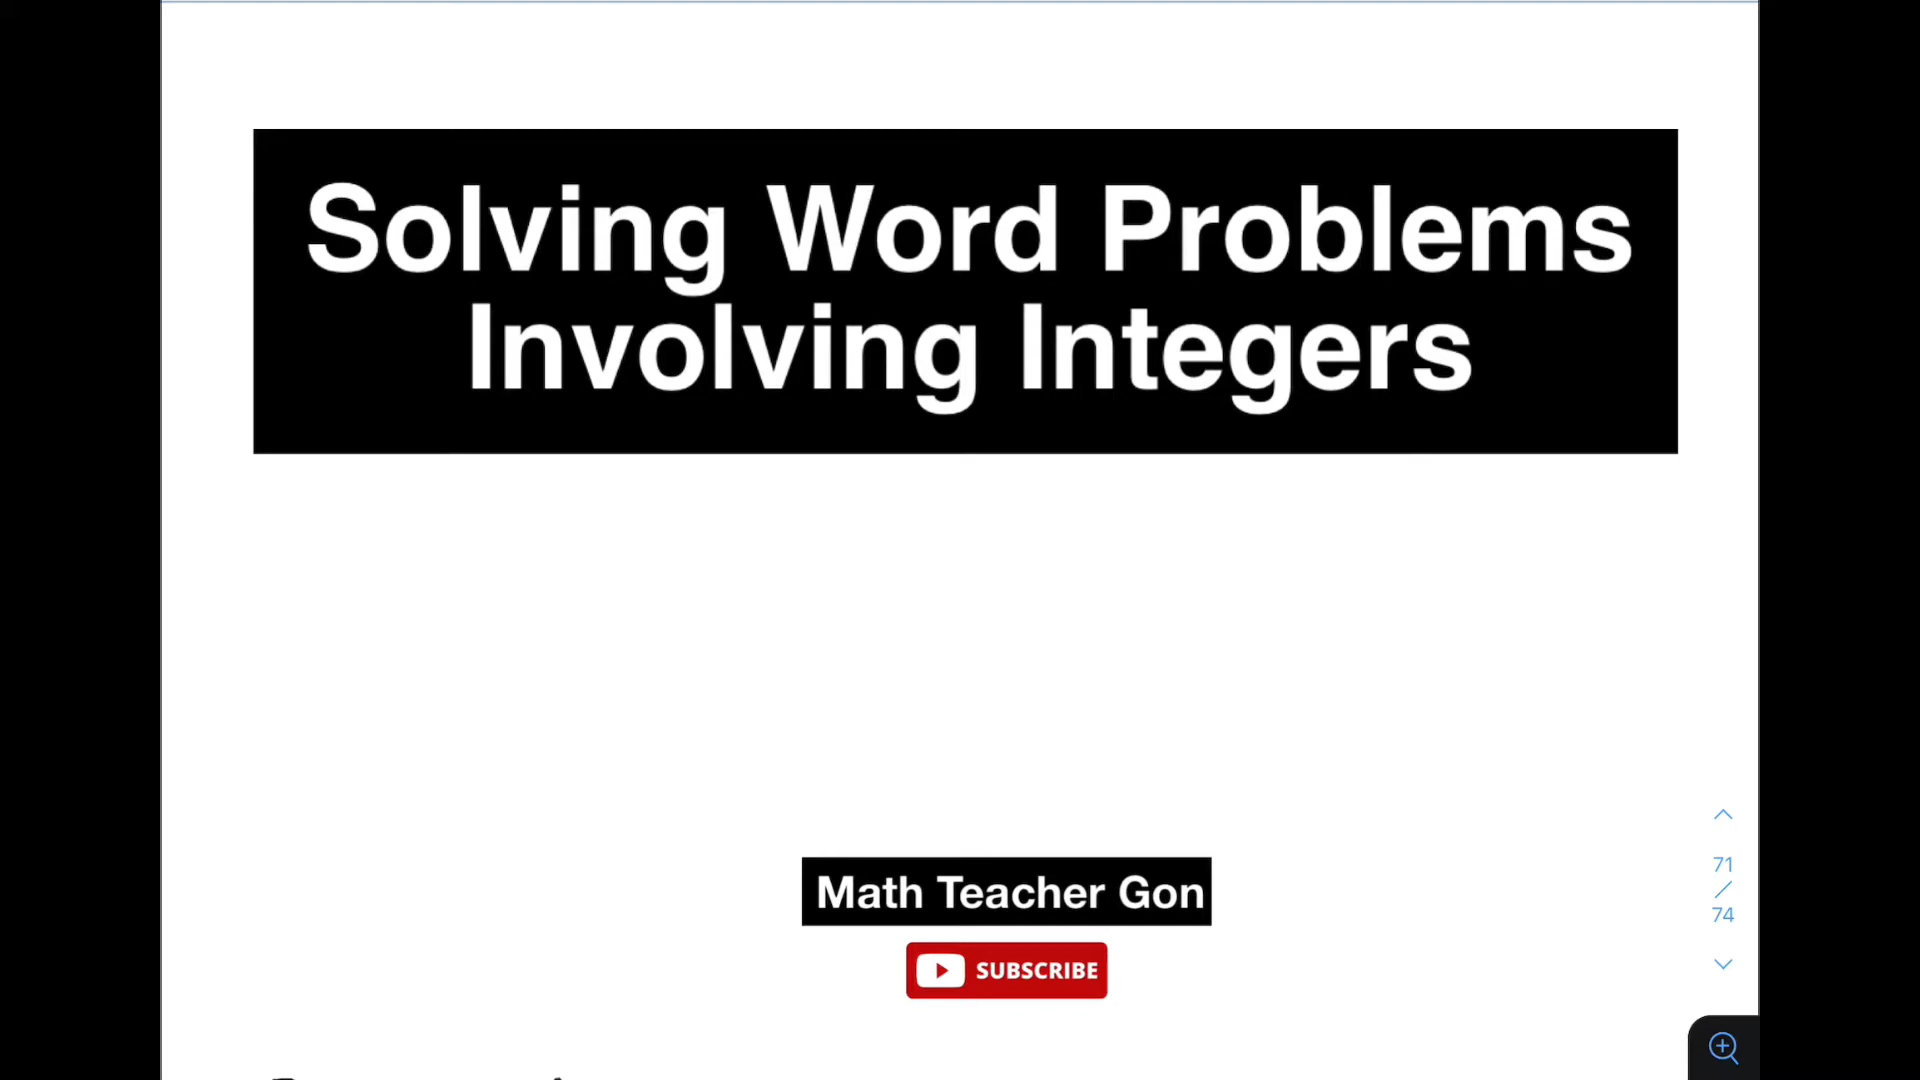 Solving Word Problems
Involving Integers
Math Teacher Gon
SUBSCRIBE
71
/
74